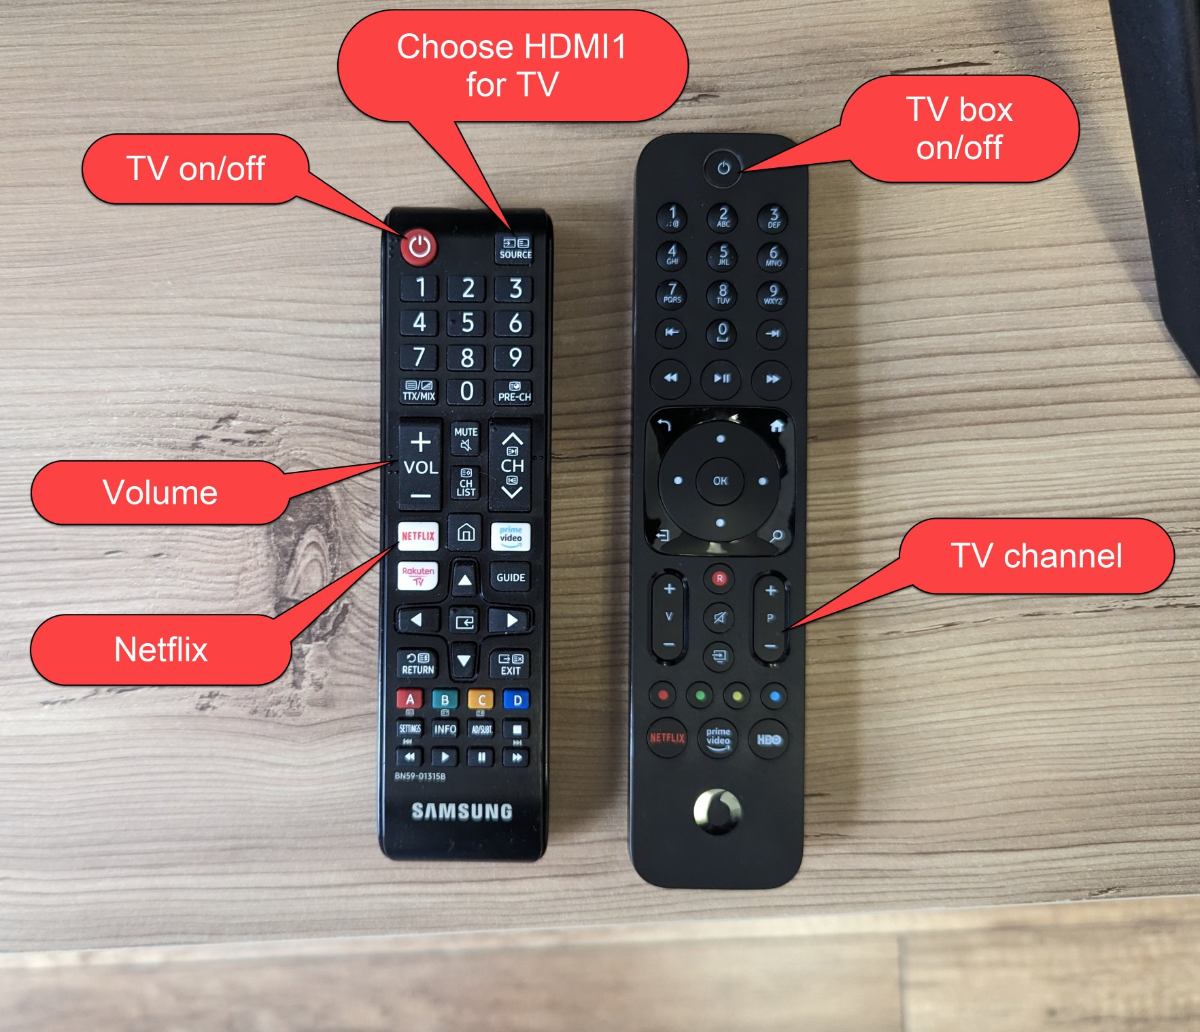 Choose HDMI1
for TV
TV box
on/off
TV on/off
Volume
Netflix
TV channel
SOURCE
1 2 3
4 5 6
7 8 9
TTX/MIX 0 PRE-CH
+ MUTE
VOL CH
− CH
LIST
NETFLIX prime
video
Rakuten
TV GUIDE
RETURN EXIT
A B C D
SETTINGS INFO AD/SUBT.
BN59-01315B
SAMSUNG
1 2 3
.:@ ABC DEF
4 5 6
GHI JKL MNO
7 8 9
PQRS TUV WXYZ
0
OK
+ R +
V P
− −
NETFLIX prime video HBO